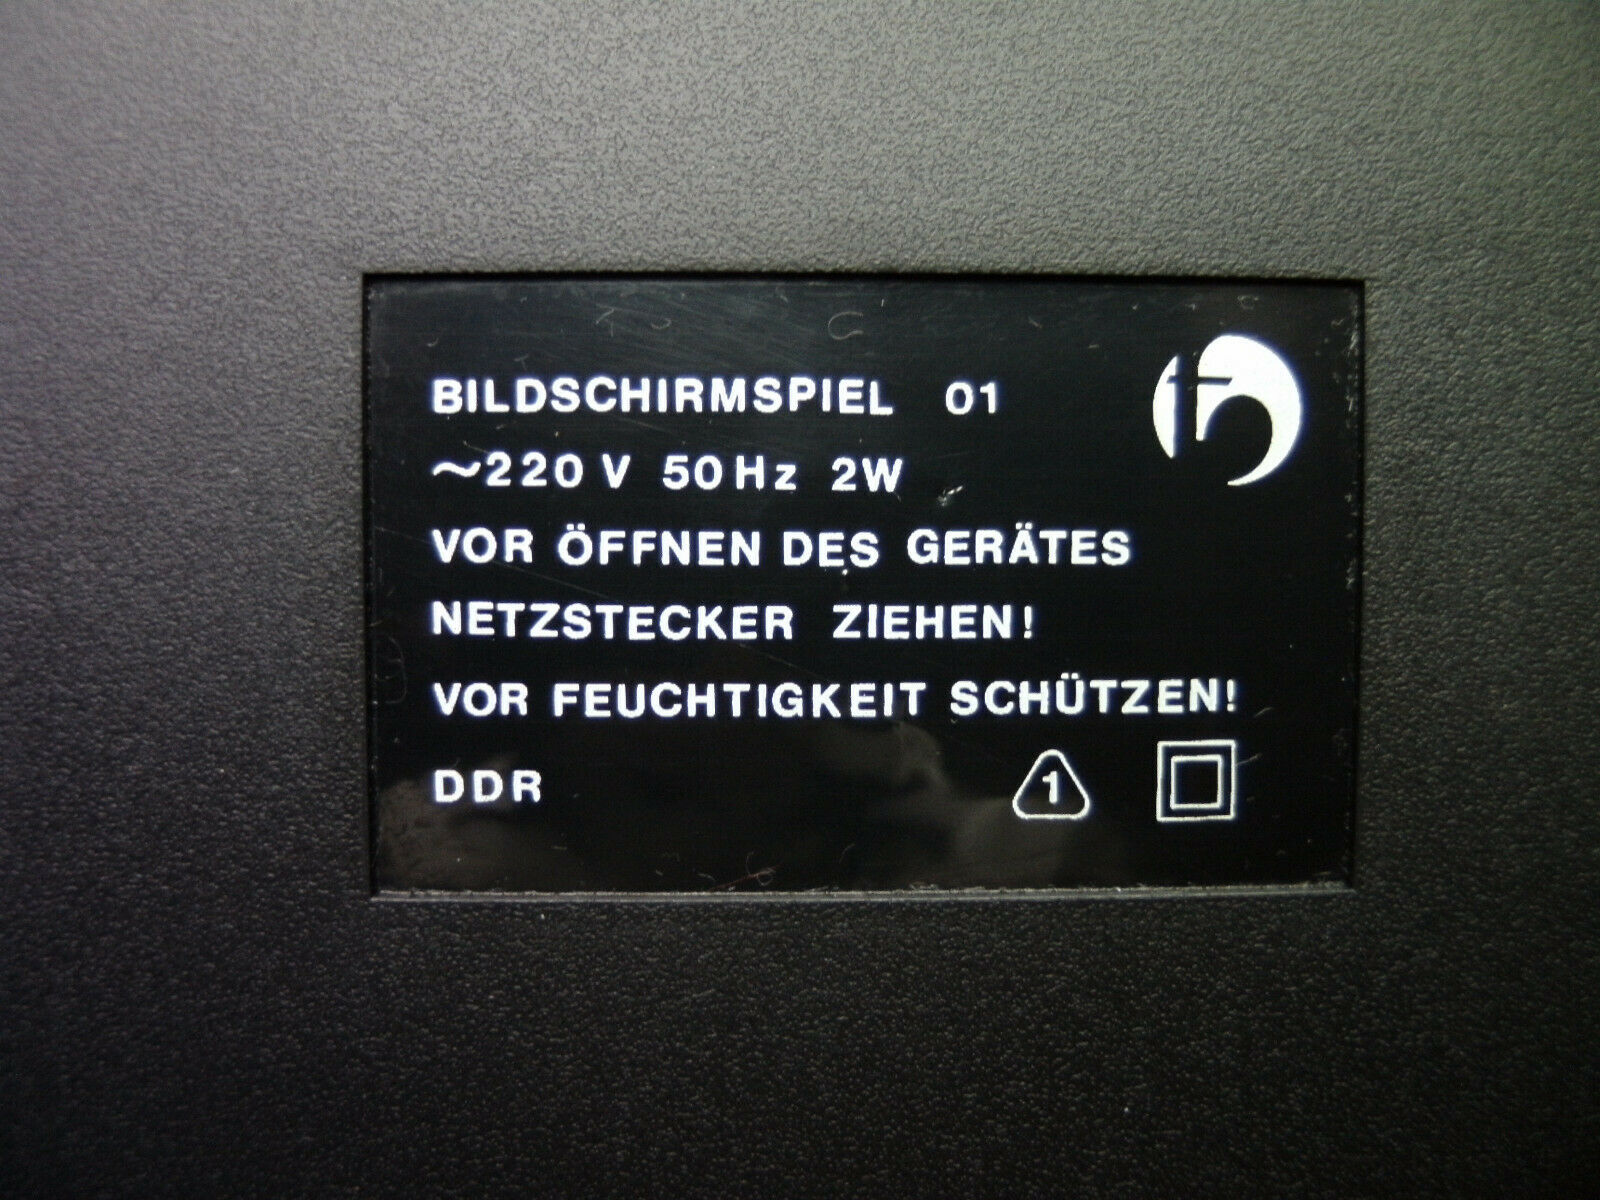 BILDSCHIRMSPIEL 01
~220 V 50 Hz 2W
VOR ÖFFNEN DES GERÄTES
NETZSTECKER ZIEHEN!
VOR FEUCHTIGKEIT SCHÜTZEN!
DDR 1